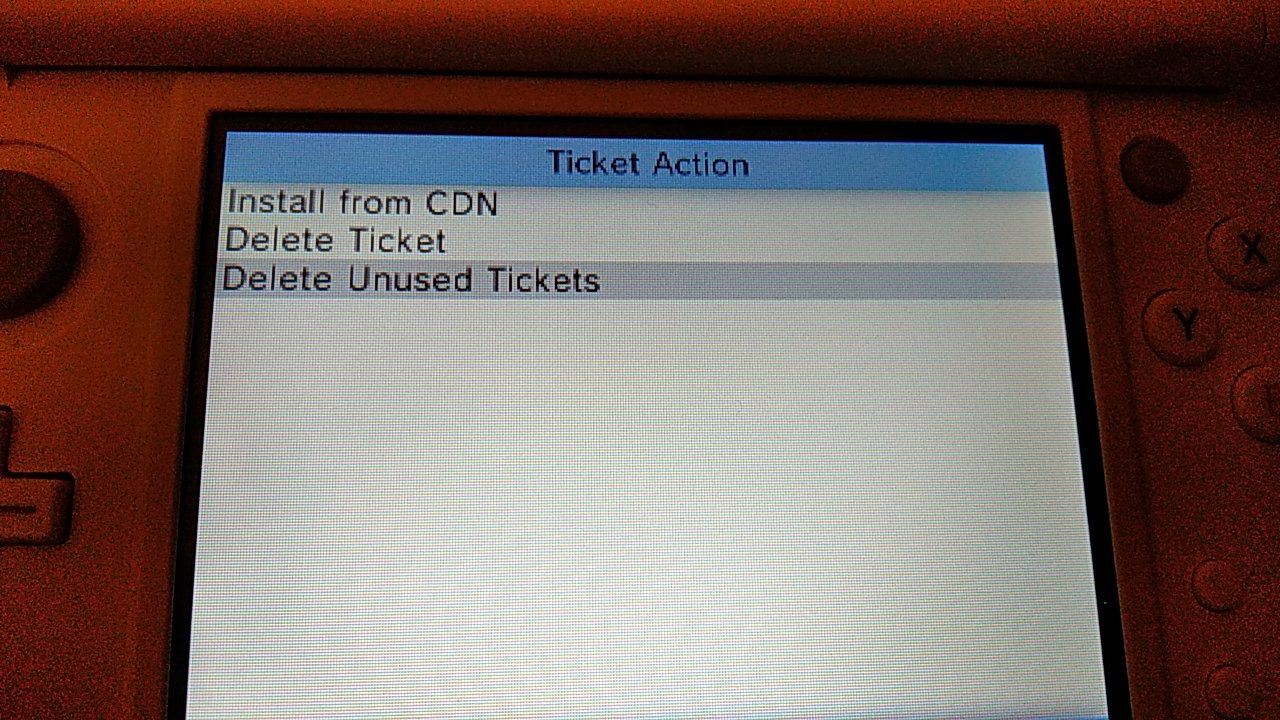 Ticket Action
Install from CDN
Delete Ticket
Delete Unused Tickets
X
Y